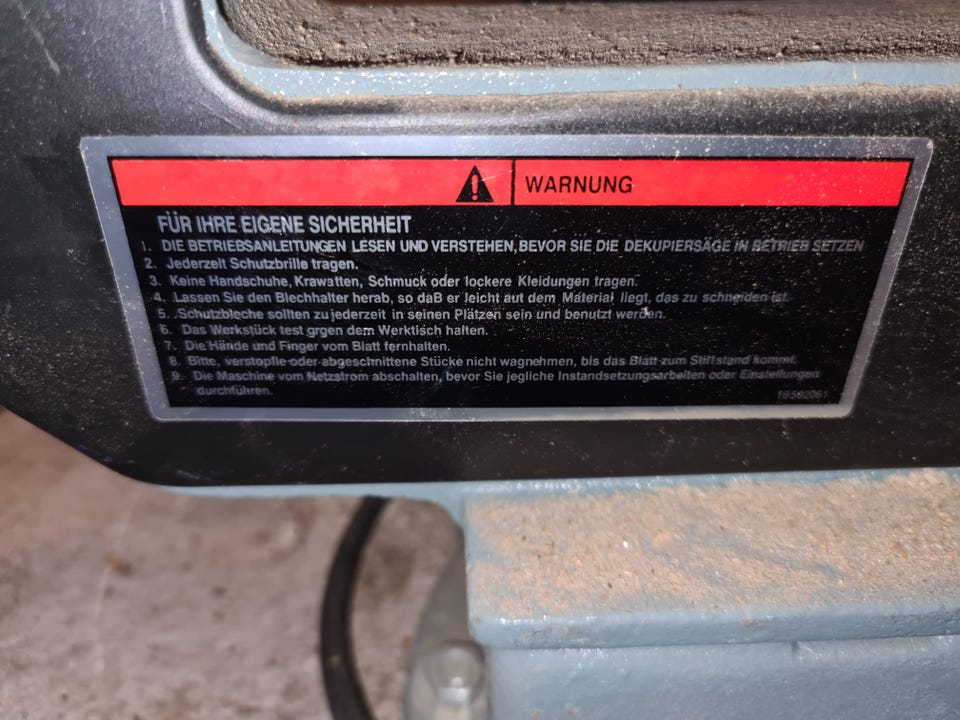 WARNUNG
FÜR IHRE EIGENE SICHERHEIT
1. DIE BETRIEBSANLEITUNGEN LESEN UND VERSTEHEN, BEVOR SIE DIE DEKUPIERSÄGE IN BETRIEB SETZEN
2. Jederzeit Schutzbrille tragen.
3. Keine Handschuhe, Krawatten, Schmuck oder lockere Kleidungen tragen.
4. Lassen Sie den Blechhalter herab, so daB er leicht aut dem Material liegt, das zu schneiden ist.
5. Schutzbleche sollten zu jederzeit in seinen Plätzen sein und benutzt werden.
6. Das Werkstück test grgen dem Werktisch halten.
7. Die Hände und Finger vom Blatt fernhalten.
8. Bitte, verstopfle oder abgeschnittene Stücke nicht wagnehmen, bis das Blatt zum Stillstand kommt.
9. Die Maschine vom Netzstrom abschalten, bevor Sie jegliche Instandsetzungsarbeiten oder Einstellungen
durchführen.